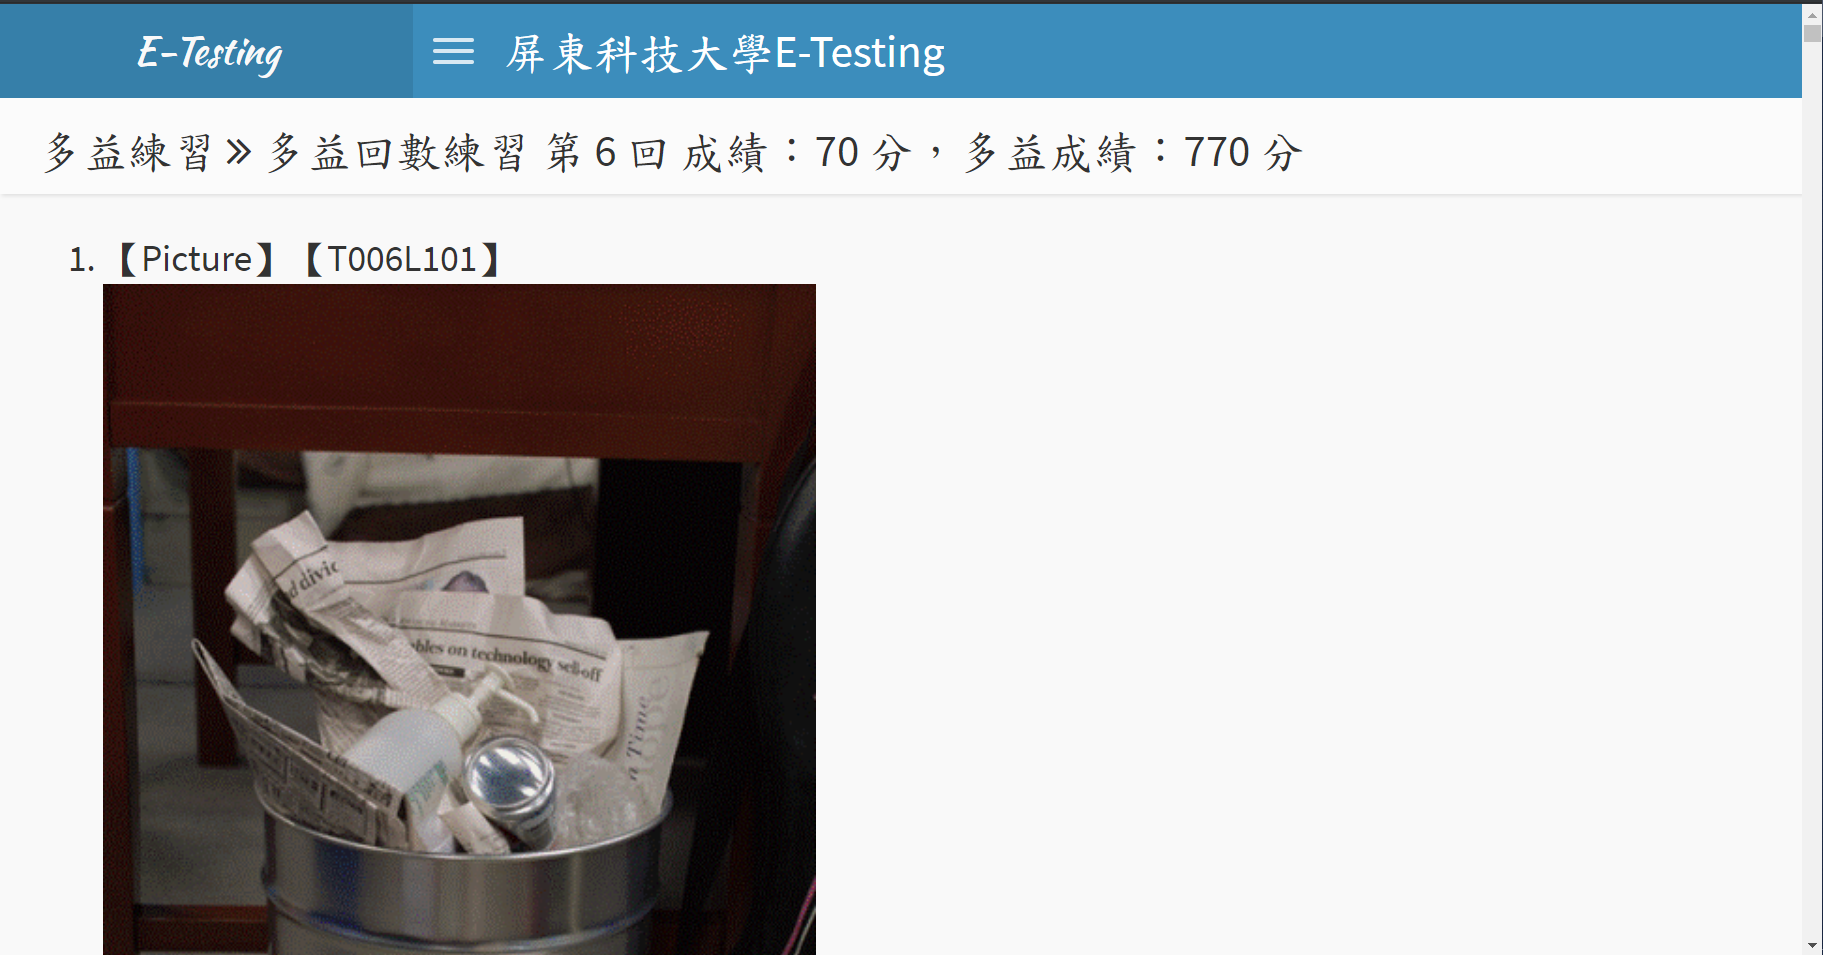 E-Testing
屏東科技大學E-Testing
多益練習 » 多益回數練習 第 6 回 成績：70 分，多益成績：770 分
1. 【Picture】【T006L101】
d divic
bles on technology sell-off
n Time